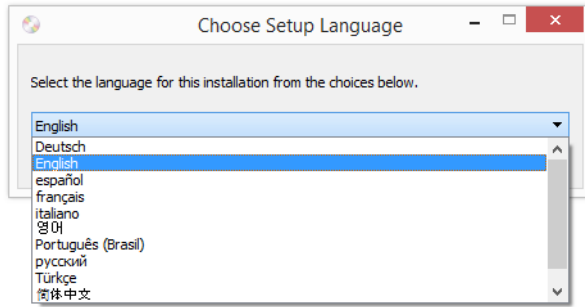 Choose Setup Language
Select the language for this installation from the choices below.
English
Deutsch
English
español
français
italiano
영어
Português (Brasil)
русский
Türkçe
简体中文